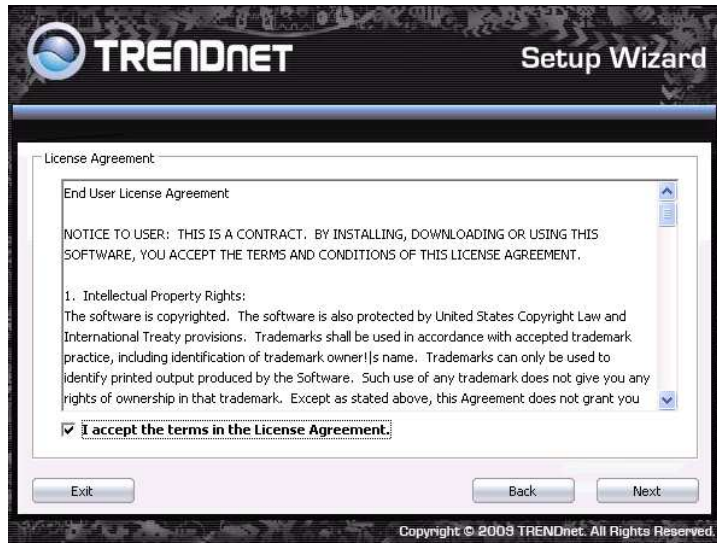 TRENDNET
Setup Wizard
License Agreement
End User License Agreement
NOTICE TO USER: THIS IS A CONTRACT. BY INSTALLING, DOWNLOADING OR USING THIS
SOFTWARE, YOU ACCEPT THE TERMS AND CONDITIONS OF THIS LICENSE AGREEMENT.
1. Intellectual Property Rights:
The software is copyrighted. The software is also protected by United States Copyright Law and
International Treaty provisions. Trademarks shall be used in accordance with accepted trademark
practice, including identification of trademark owner!|s name. Trademarks can only be used to
identify printed output produced by the Software. Such use of any trademark does not give you any
rights of ownership in that trademark. Except as stated above, this Agreement does not grant you
I accept the terms in the License Agreement.
Exit
Back
Next
Copyright © 2009 TRENDnet. All Rights Reserved.